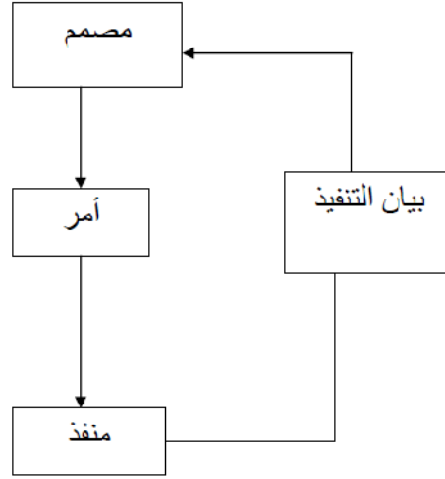 مصمم
أمر
بيان التنفيذ
منفذ